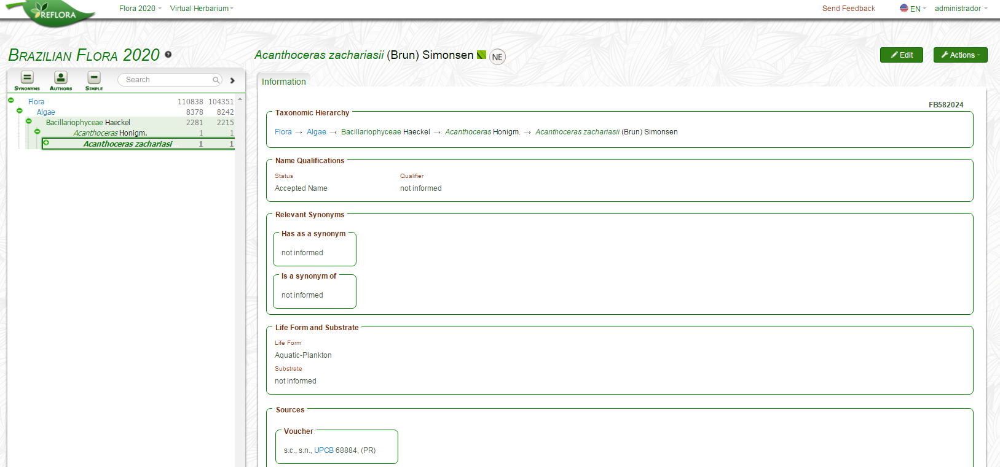 REFLORA
Flora 2020 Virtual Herbarium
Send Feedback EN administrador
BRAZILIAN FLORA 2020 ?
SYNONYMS AUTHORS SIMPLE Search
Flora 110838 104351
Algae 8378 8242
Bacillariophyceae Haeckel 2281 2215
Acanthoceras Honigm. 1 1
Acanthoceras zachariasi 1 1
Acanthoceras zachariasii (Brun) Simonsen NE
Edit Actions
Information
FB582024
Taxonomic Hierarchy
Flora → Algae → Bacillariophyceae Haeckel → Acanthoceras Honigm. → Acanthoceras zachariasii (Brun) Simonsen
Name Qualifications
Status Qualifier
Accepted Name not informed
Relevant Synonyms
Has as a synonym
not informed
Is a synonym of
not informed
Life Form and Substrate
Life Form
Aquatic-Plankton
Substrate
not informed
Sources
Voucher
s.c., s.n., UPCB 68884, (PR)